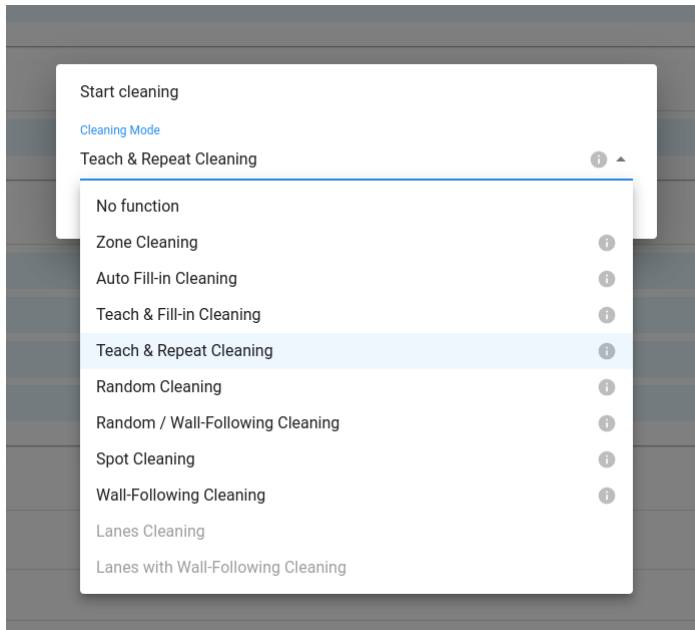 Start cleaning
Cleaning Mode
Teach & Repeat Cleaning
No function
Zone Cleaning
Auto Fill-in Cleaning
Teach & Fill-in Cleaning
Teach & Repeat Cleaning
Random Cleaning
Random / Wall-Following Cleaning
Spot Cleaning
Wall-Following Cleaning
Lanes Cleaning
Lanes with Wall-Following Cleaning